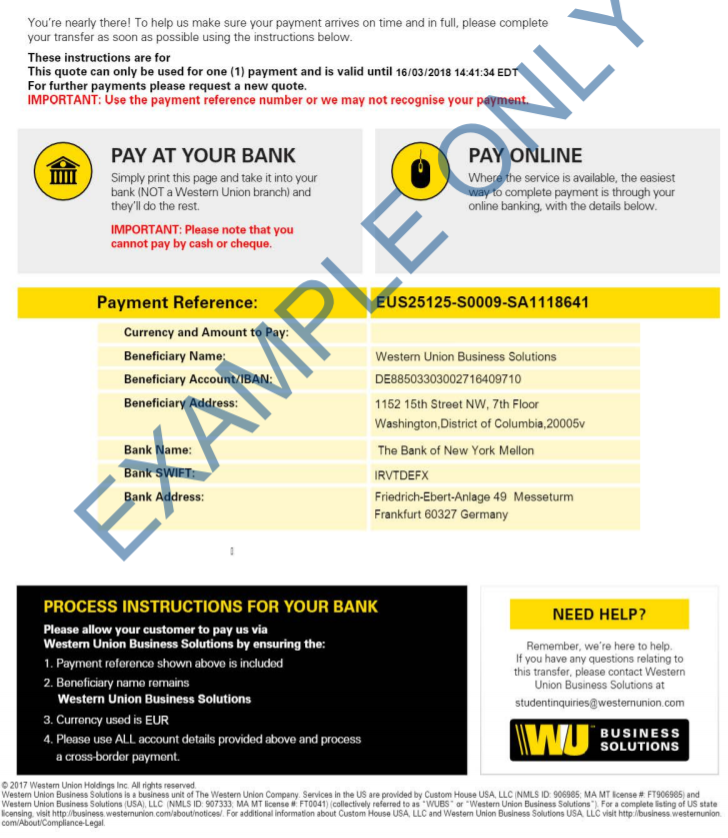 You're nearly there! To help us make sure your payment arrives on time and in full, please complete
your transfer as soon as possible using the instructions below.
These instructions are for
This quote can only be used for one (1) payment and is valid until 16/03/2018 14:41:34 EDT
For further payments please request a new quote.
IMPORTANT: Use the payment reference number or we may not recognise your payment.
PAY AT YOUR BANK
Simply print this page and take it into your
bank (NOT a Western Union branch) and
they'll do the rest.
IMPORTANT: Please note that you
cannot pay by cash or cheque.
PAY ONLINE
Where the service is available, the easiest
way to complete payment is through your
online banking, with the details below.
Payment Reference: EUS25125-S0009-SA1118641
Currency and Amount to Pay:
Beneficiary Name: Western Union Business Solutions
Beneficiary Account/IBAN: DE88503303002716409710
Beneficiary Address: 1152 15th Street NW, 7th Floor
Washington,District of Columbia,20005v
Bank Name: The Bank of New York Mellon
Bank SWIFT: IRVTDEFX
Bank Address: Friedrich-Ebert-Anlage 49 Messeturm
Frankfurt 60327 Germany
EXAMPLE ONLY
PROCESS INSTRUCTIONS FOR YOUR BANK
Please allow your customer to pay us via
Western Union Business Solutions by ensuring the:
1. Payment reference shown above is included
2. Beneficiary name remains
Western Union Business Solutions
3. Currency used is EUR
4. Please use ALL account details provided above and process
a cross-border payment.
NEED HELP?
Remember, we're here to help.
If you have any questions relating to
this transfer, please contact Western
Union Business Solutions at
studentinquiries@westernunion.com
WU BUSINESS
SOLUTIONS
© 2017 Western Union Holdings Inc. All rights reserved.
Western Union Business Solutions is a business unit of The Western Union Company. Services in the US are provided by Custom House USA, LLC (NMLS ID: 906985; MA MT license #: FT906985) and
Western Union Business Solutions (USA), LLC (NMLS ID: 907333; MA MT license #: FT0041) (collectively referred to as "WUBS" or "Western Union Business Solutions"). For a complete listing of US state
licensing, visit http://business.westernunion.com/about/notices/. For additional information about Custom House USA, LLC and Western Union Business Solutions USA, LLC visit http://business.westernunion.
com/About/Compliance-Legal.